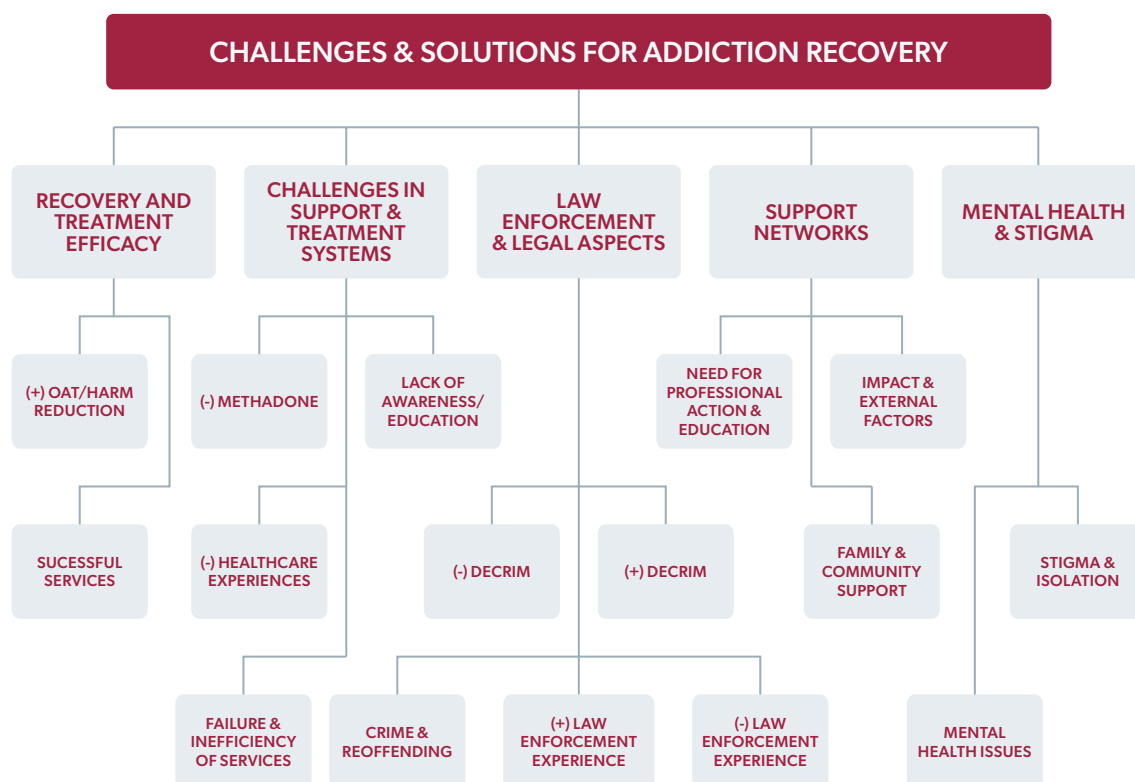 CHALLENGES & SOLUTIONS FOR ADDICTION RECOVERY
RECOVERY AND
TREATMENT
EFFICACY
CHALLENGES IN
SUPPORT &
TREATMENT
SYSTEMS
LAW
ENFORCEMENT
& LEGAL ASPECTS
SUPPORT
NETWORKS
MENTAL HEALTH
& STIGMA
(+) OAT/HARM
REDUCTION
(-) METHADONE
LACK OF
AWARENESS/
EDUCATION
NEED FOR
PROFESSIONAL
ACTION &
EDUCATION
IMPACT &
EXTERNAL
FACTORS
SUCESSFUL
SERVICES
(-) HEALTHCARE
EXPERIENCES
(-) DECRIM
(+) DECRIM
FAMILY &
COMMUNITY
SUPPORT
STIGMA &
ISOLATION
FAILURE &
INEFFICIENCY
OF SERVICES
CRIME &
REOFFENDING
(+) LAW
ENFORCEMENT
EXPERIENCE
(-) LAW
ENFORCEMENT
EXPERIENCE
MENTAL
HEALTH ISSUES